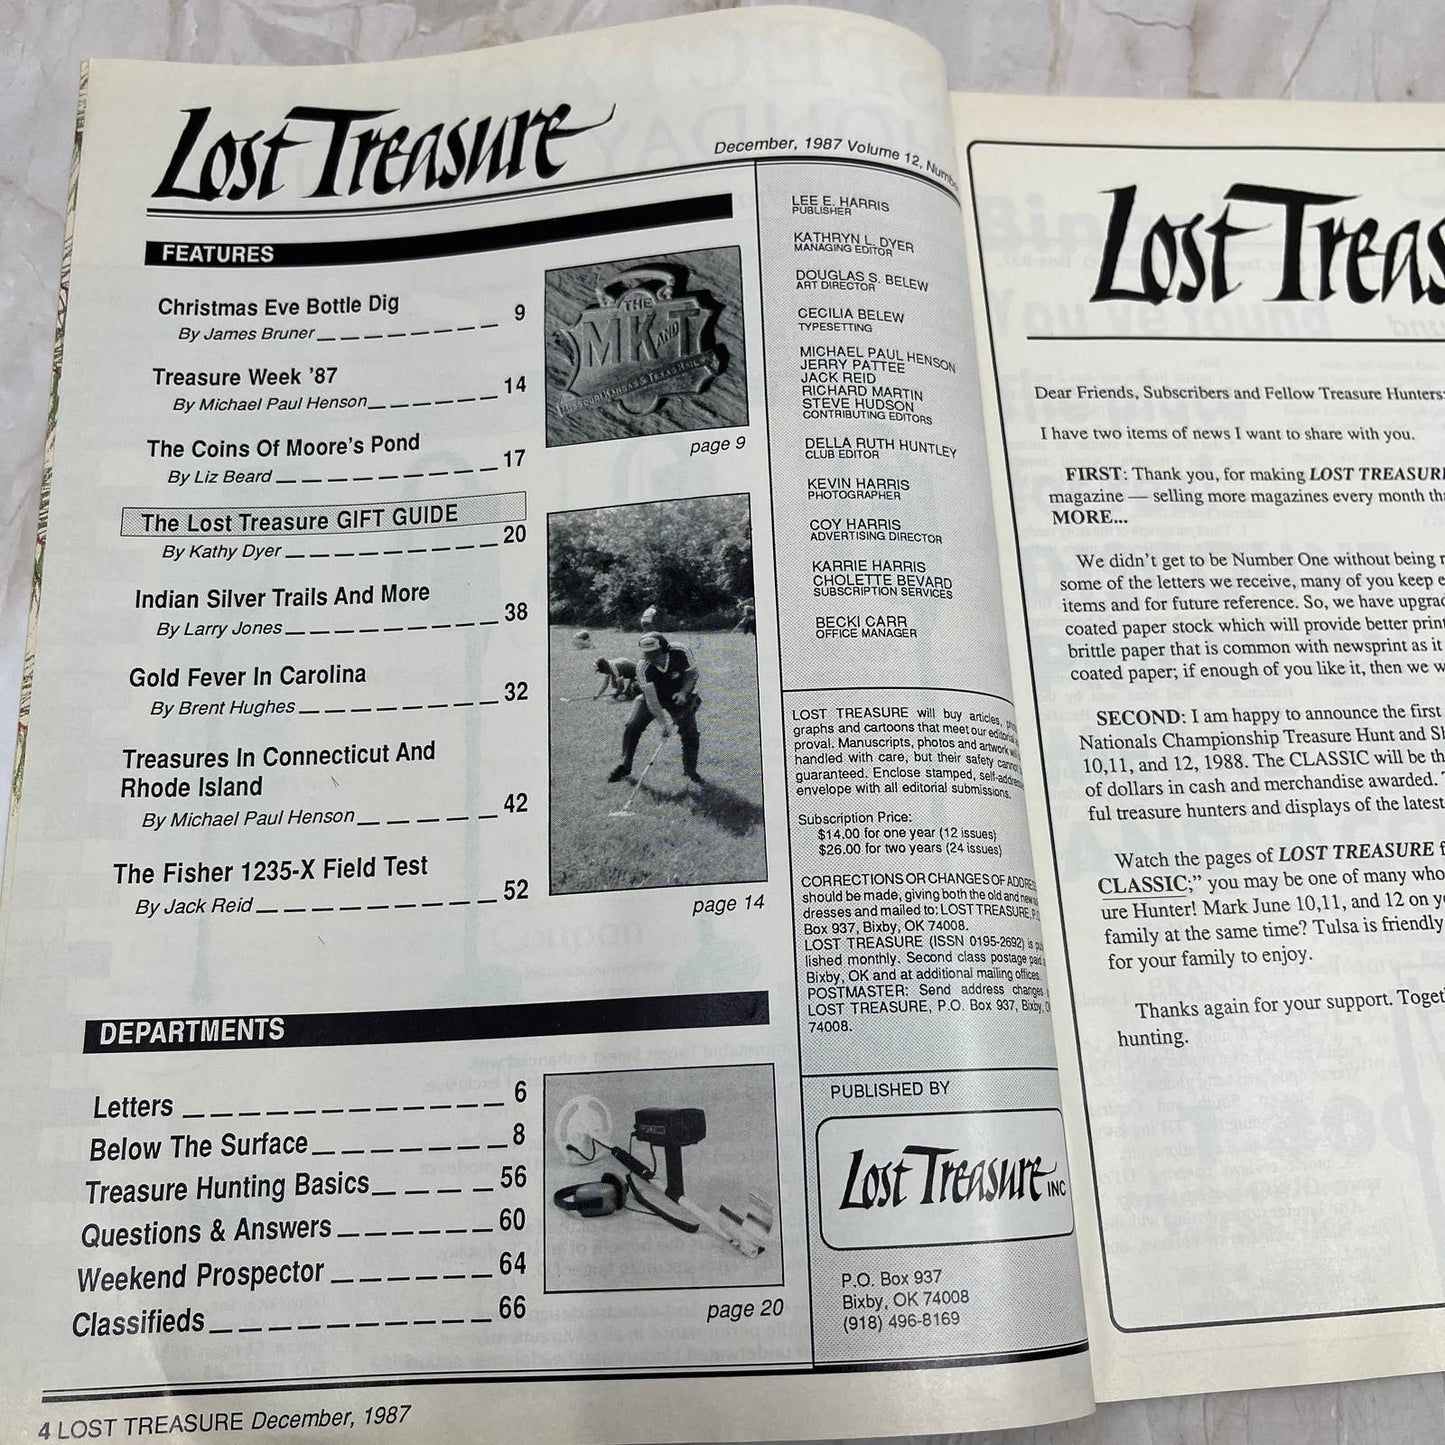 Lost Treasure
December, 1987 Volume 12, Number
FEATURES
Christmas Eve Bottle Dig
By James Bruner 9
Treasure Week '87
By Michael Paul Henson 14
The Coins Of Moore's Pond
By Liz Beard 17
The Lost Treasure GIFT GUIDE
By Kathy Dyer 20
Indian Silver Trails And More
By Larry Jones 38
Gold Fever In Carolina
By Brent Hughes 32
Treasures In Connecticut And
Rhode Island
By Michael Paul Henson 42
The Fisher 1235-X Field Test
By Jack Reid 52
THE
MK AND T
MISSOURI KANSAS & TEXAS
page 9
page 14
DEPARTMENTS
Letters 6
Below The Surface 8
Treasure Hunting Basics 56
Questions & Answers 60
Weekend Prospector 64
Classifieds 66
page 20
4 LOST TREASURE December, 1987
LEE E. HARRIS
PUBLISHER
KATHRYN L. DYER
MANAGING EDITOR
DOUGLAS S. BELEW
ART DIRECTOR
CECILIA BELEW
TYPESETTING
MICHAEL PAUL HENSON
JERRY PATTEE
JACK REID
RICHARD MARTIN
STEVE HUDSON
CONTRIBUTING EDITORS
DELLA RUTH HUNTLEY
CLUB EDITOR
KEVIN HARRIS
PHOTOGRAPHER
COY HARRIS
ADVERTISING DIRECTOR
KARRIE HARRIS
CHOLETTE BEVARD
SUBSCRIPTION SERVICES
BECKI CARR
OFFICE MANAGER
LOST TREASURE will buy articles,
graphs and cartoons that meet our editorial
proval. Manuscripts, photos and artwork
handled with care, but their safety cannot
guaranteed. Enclose stamped, self-addre
envelope with all editorial submissions.
Subscription Price:
$14.00 for one year (12 issues)
$26.00 for two years (24 issues)
CORRECTIONS OR CHANGES OF ADDRE
should be made, giving both the old and new
dresses and mailed to: LOST TREASURE, P.
Box 937, Bixby, OK 74008.
LOST TREASURE (ISSN 0195-2692) is pub
lished monthly. Second class postage paid
Bixby, OK and at additional mailing offices.
POSTMASTER: Send address changes
LOST TREASURE, P.O. Box 937, Bixby, O
74008.
PUBLISHED BY
Lost Treasure INC
P.O. Box 937
Bixby, OK 74008
(918) 496-8169
Lost Treas
Dear Friends, Subscribers and Fellow Treasure Hunters:
I have two items of news I want to share with you.
FIRST: Thank you, for making LOST TREASURE
magazine — selling more magazines every month th
MORE...
We didn't get to be Number One without being
some of the letters we receive, many of you keep
items and for future reference. So, we have upgrad
coated paper stock which will provide better print
brittle paper that is common with newsprint as it
coated paper; if enough of you like it, then we w
SECOND: I am happy to announce the first
Nationals Championship Treasure Hunt and Sh
10,11, and 12, 1988. The CLASSIC will be th
of dollars in cash and merchandise awarded.
ful treasure hunters and displays of the latest
Watch the pages of LOST TREASURE f
CLASSIC;" you may be one of many who
ure Hunter! Mark June 10,11, and 12 on y
family at the same time? Tulsa is friendly
for your family to enjoy.
Thanks again for your support. Toget
hunting.